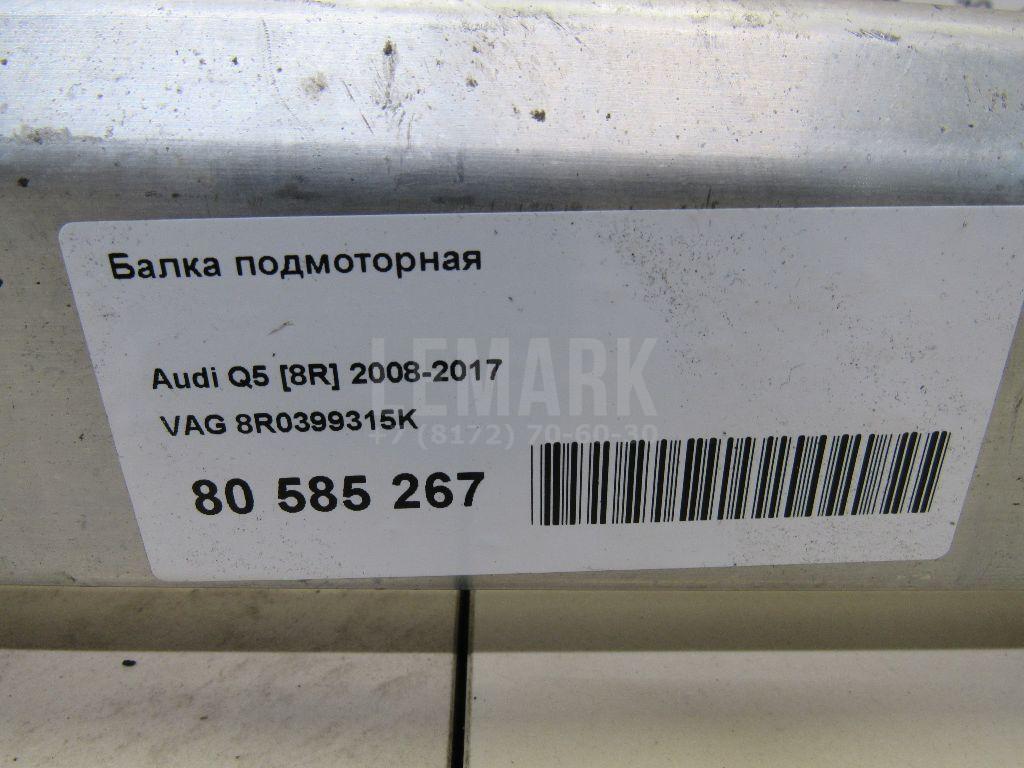 Балка подмоторная
Audi Q5 [8R] 2008-2017
VAG 8R0399315K
80 585 267
LEMARK
+7 (8172) 70-60-30